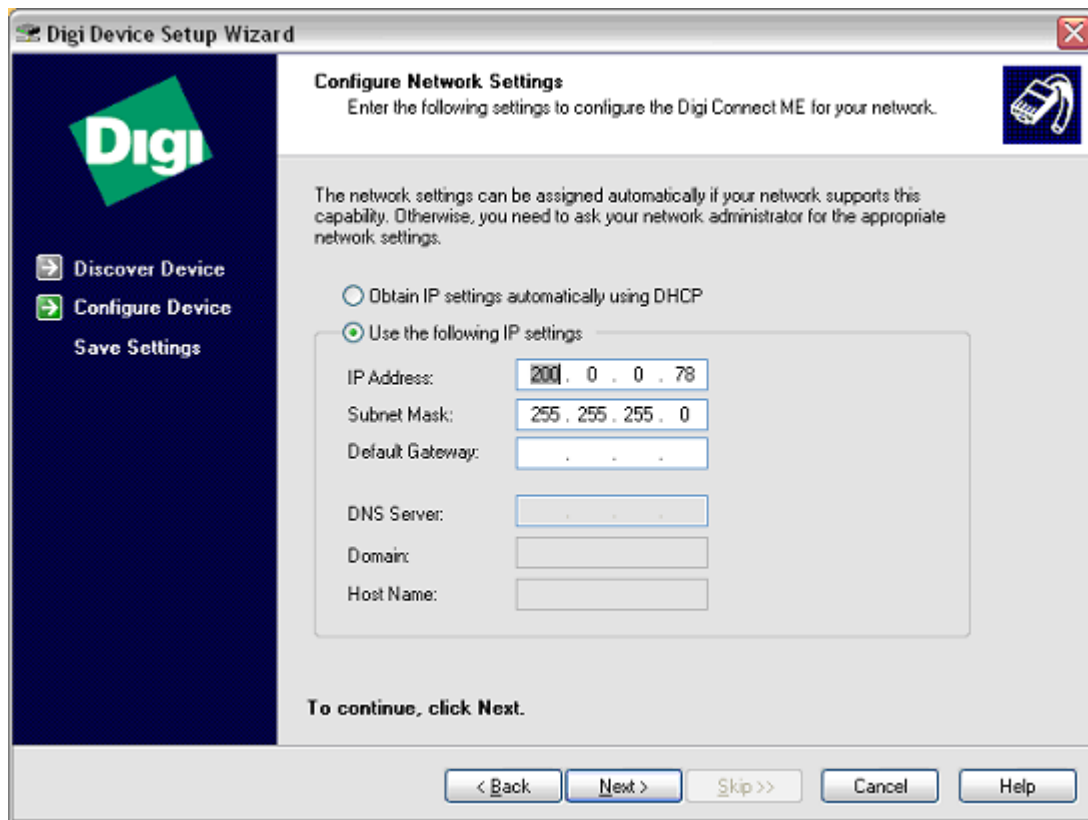 Digi Device Setup Wizard
Digi
Discover Device
Configure Device
Save Settings
Configure Network Settings
Enter the following settings to configure the Digi Connect ME for your network.
The network settings can be assigned automatically if your network supports this
capability. Otherwise, you need to ask your network administrator for the appropriate
network settings.
Obtain IP settings automatically using DHCP
Use the following IP settings
IP Address: 200 . 0 . 0 . 78
Subnet Mask: 255 . 255 . 255 . 0
Default Gateway: . . .
DNS Server: . . .
Domain:
Host Name:
To continue, click Next.
< Back Next > Skip >> Cancel Help